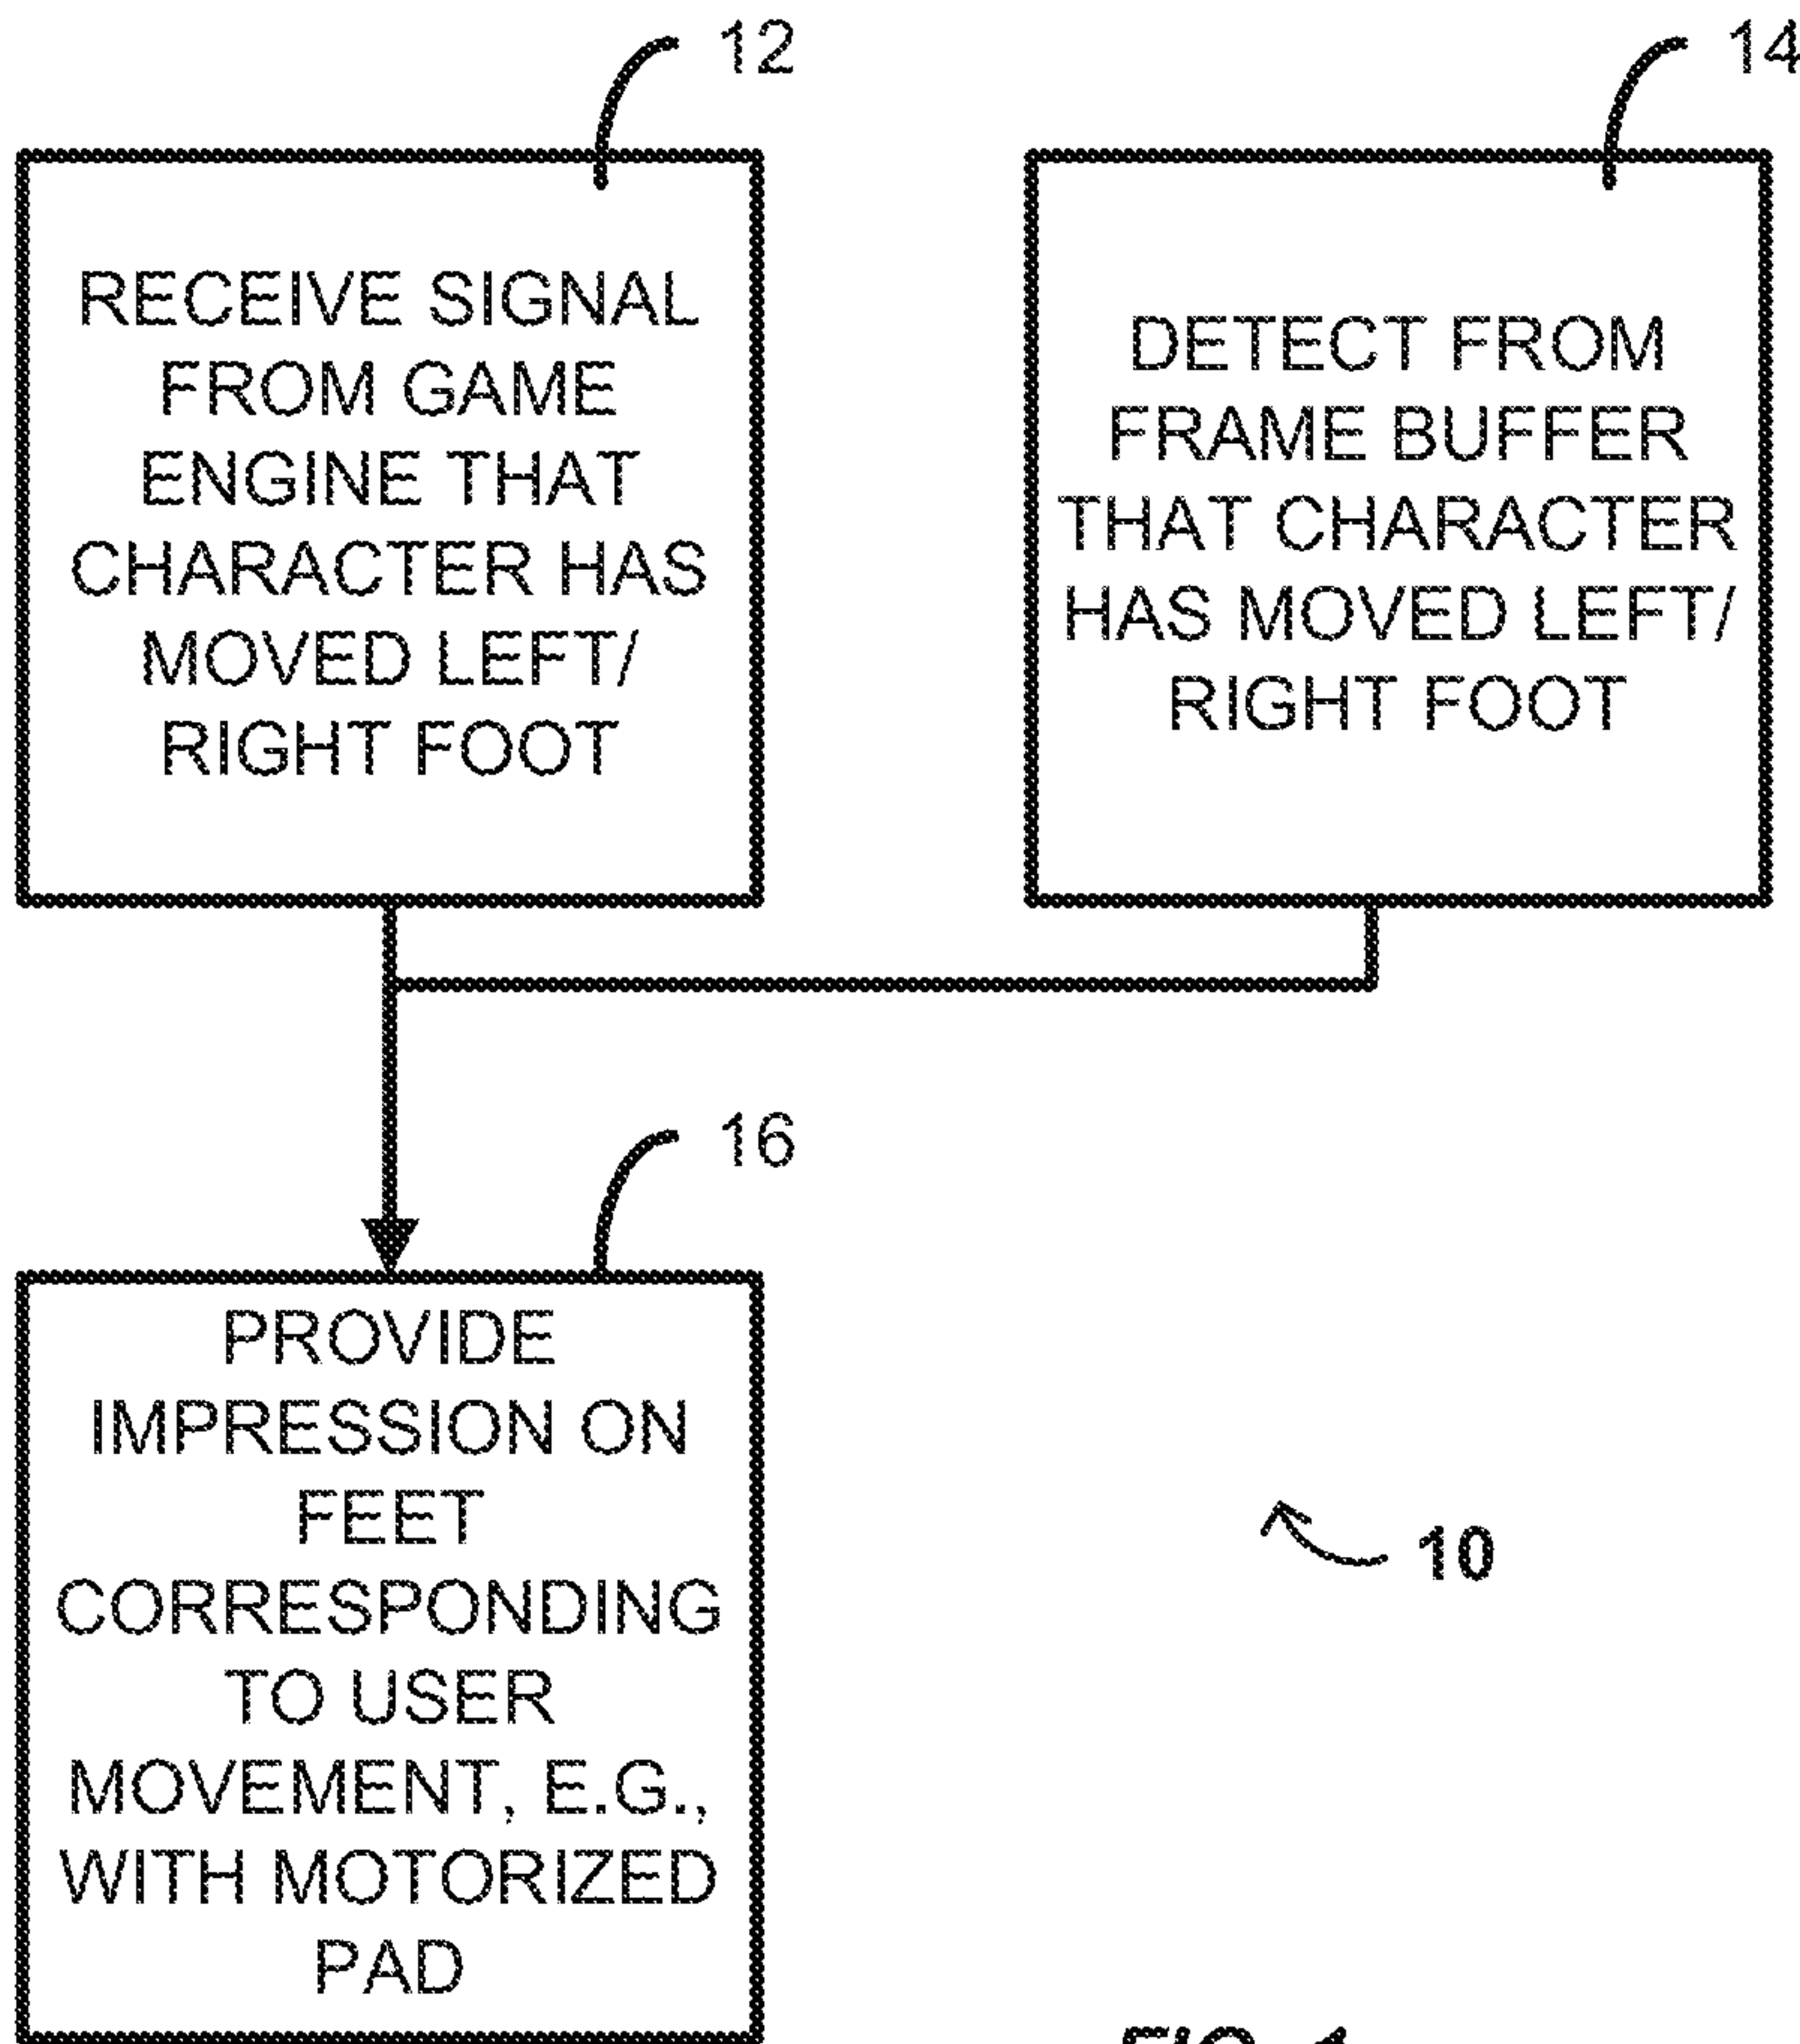 12
RECEIVE SIGNAL
FROM GAME
ENGINE THAT
CHARACTER HAS
MOVED LEFT/
RIGHT FOOT
14
DETECT FROM
FRAME BUFFER
THAT CHARACTER
HAS MOVED LEFT/
RIGHT FOOT
16
PROVIDE
IMPRESSION ON
FEET
CORRESPONDING
TO USER
MOVEMENT, E.G.,
WITH MOTORIZED
PAD
10